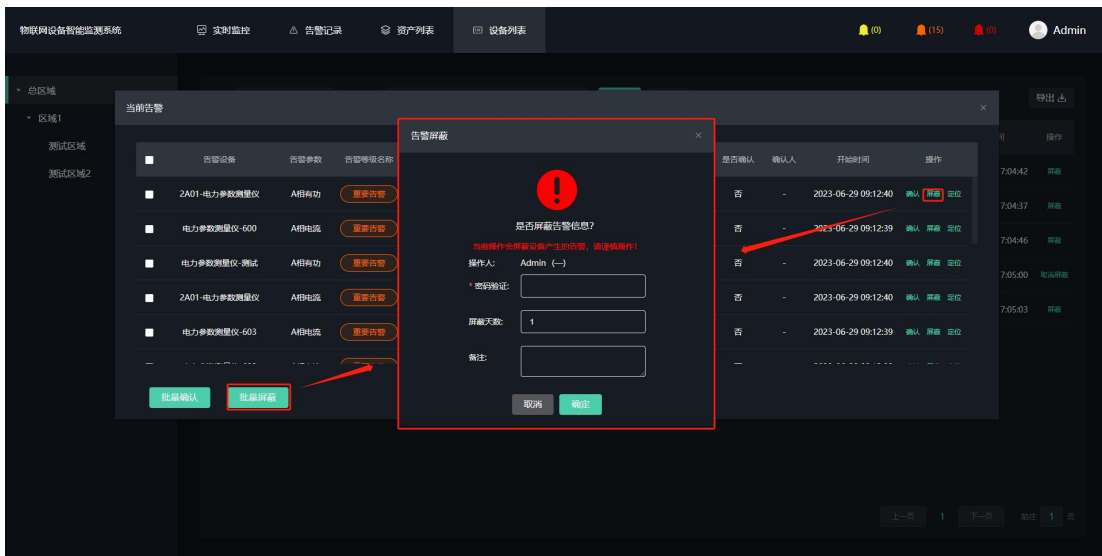 物联网设备智能监测系统 实时监控 告警记录 资产列表 设备列表 (0) (15) (0) Admin
总区域 导出
区域1
测试区域
测试区域2
当前告警 ×
告警设备 告警参数 告警等级名称 是否确认 确认人 开始时间 操作 操作
2A01-电力参数测量仪 A相有功 重要告警 否 - 2023-06-29 09:12:40 确认 屏蔽 定位 7:04:42 屏蔽
电力参数测量仪-600 A相电流 重要告警 否 - 2023-06-29 09:12:39 确认 屏蔽 定位 7:04:37 屏蔽
电力参数测量仪-测试 A相有功 重要告警 否 - 2023-06-29 09:12:40 确认 屏蔽 定位 7:04:46 屏蔽
2A01-电力参数测量仪 A相电流 重要告警 否 - 2023-06-29 09:12:40 确认 屏蔽 定位 7:05:00 取消屏蔽
电力参数测量仪-603 A相电流 重要告警 否 - 2023-06-29 09:12:39 确认 屏蔽 定位 7:05:03 屏蔽
批量确认 批量屏蔽
告警屏蔽 ×
是否屏蔽告警信息?
当前操作会屏蔽设备产生的告警，请谨慎操作！
操作人: Admin (—)
* 密码验证:
屏蔽天数: 1
备注:
取消 确定
上一页 1 下一页 前往 1 页